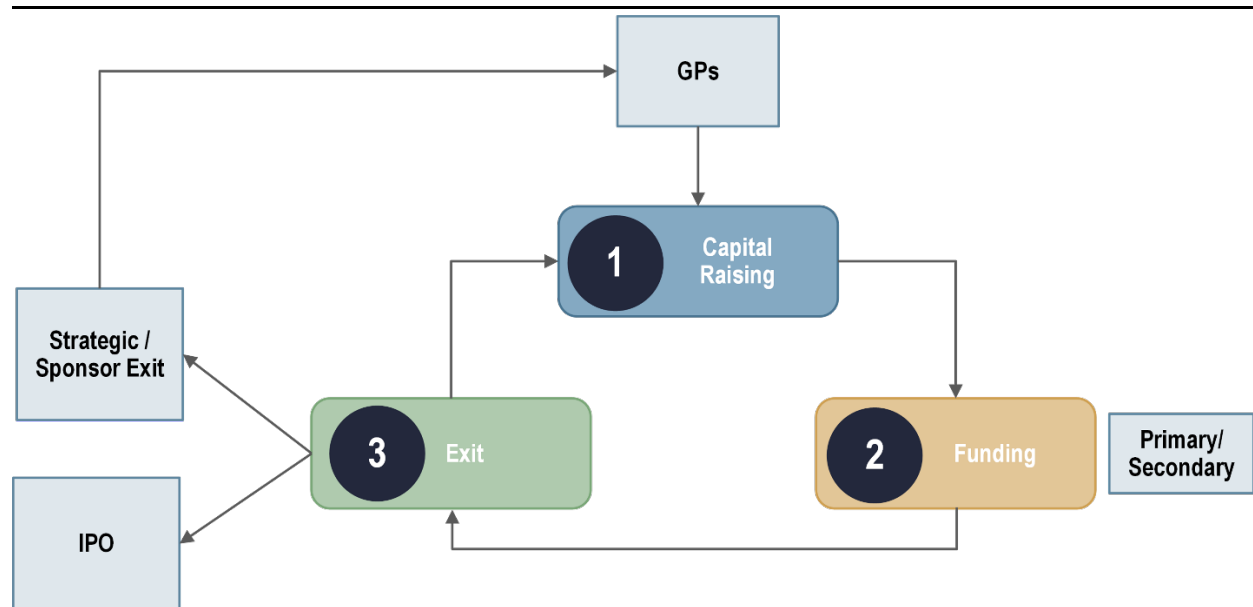 GPs
1
Capital
Raising
Strategic /
Sponsor Exit
3
Exit
2
Funding
Primary/
Secondary
IPO